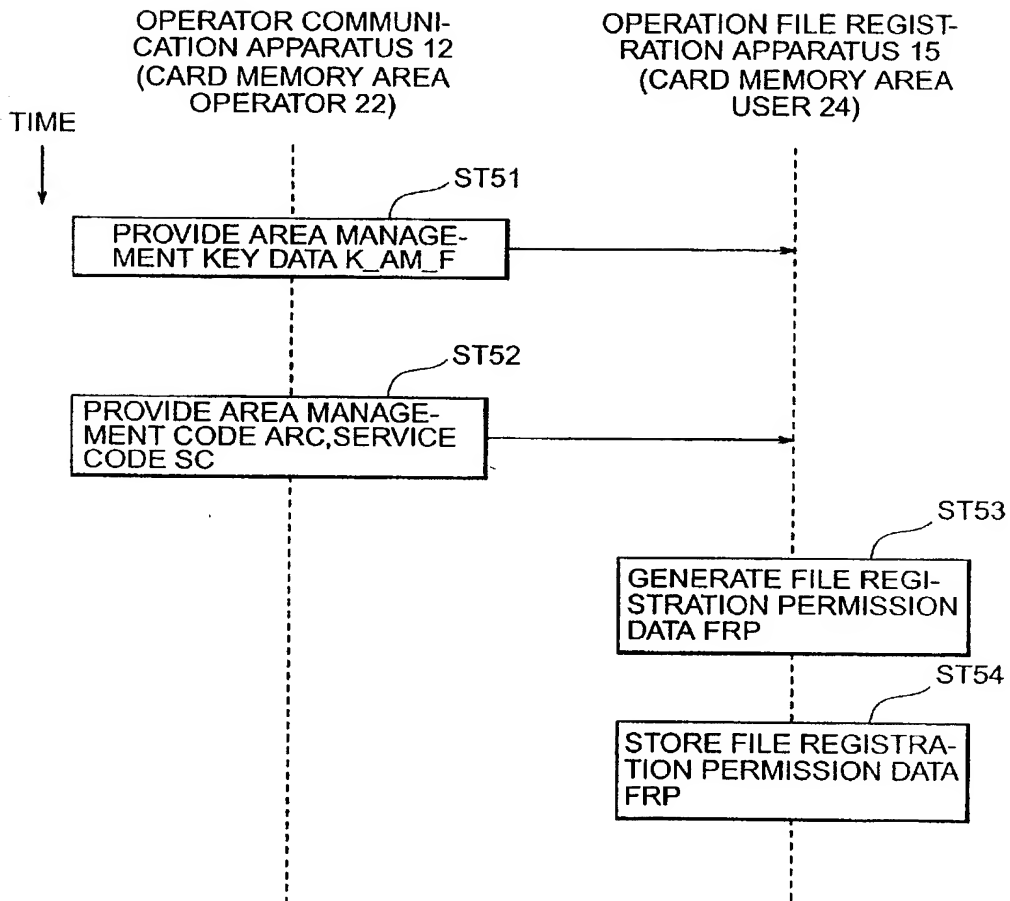 OPERATOR COMMUNI-
CATION APPARATUS 12
(CARD MEMORY AREA
OPERATOR 22)
OPERATION FILE REGIST-
RATION APPARATUS 15
(CARD MEMORY AREA
USER 24)
TIME
ST51
PROVIDE AREA MANAGE-
MENT KEY DATA K_AM_F
ST52
PROVIDE AREA MANAGE-
MENT CODE ARC,SERVICE
CODE SC
ST53
GENERATE FILE REGI-
STRATION PERMISSION
DATA FRP
ST54
STORE FILE REGISTRA-
TION PERMISSION DATA
FRP